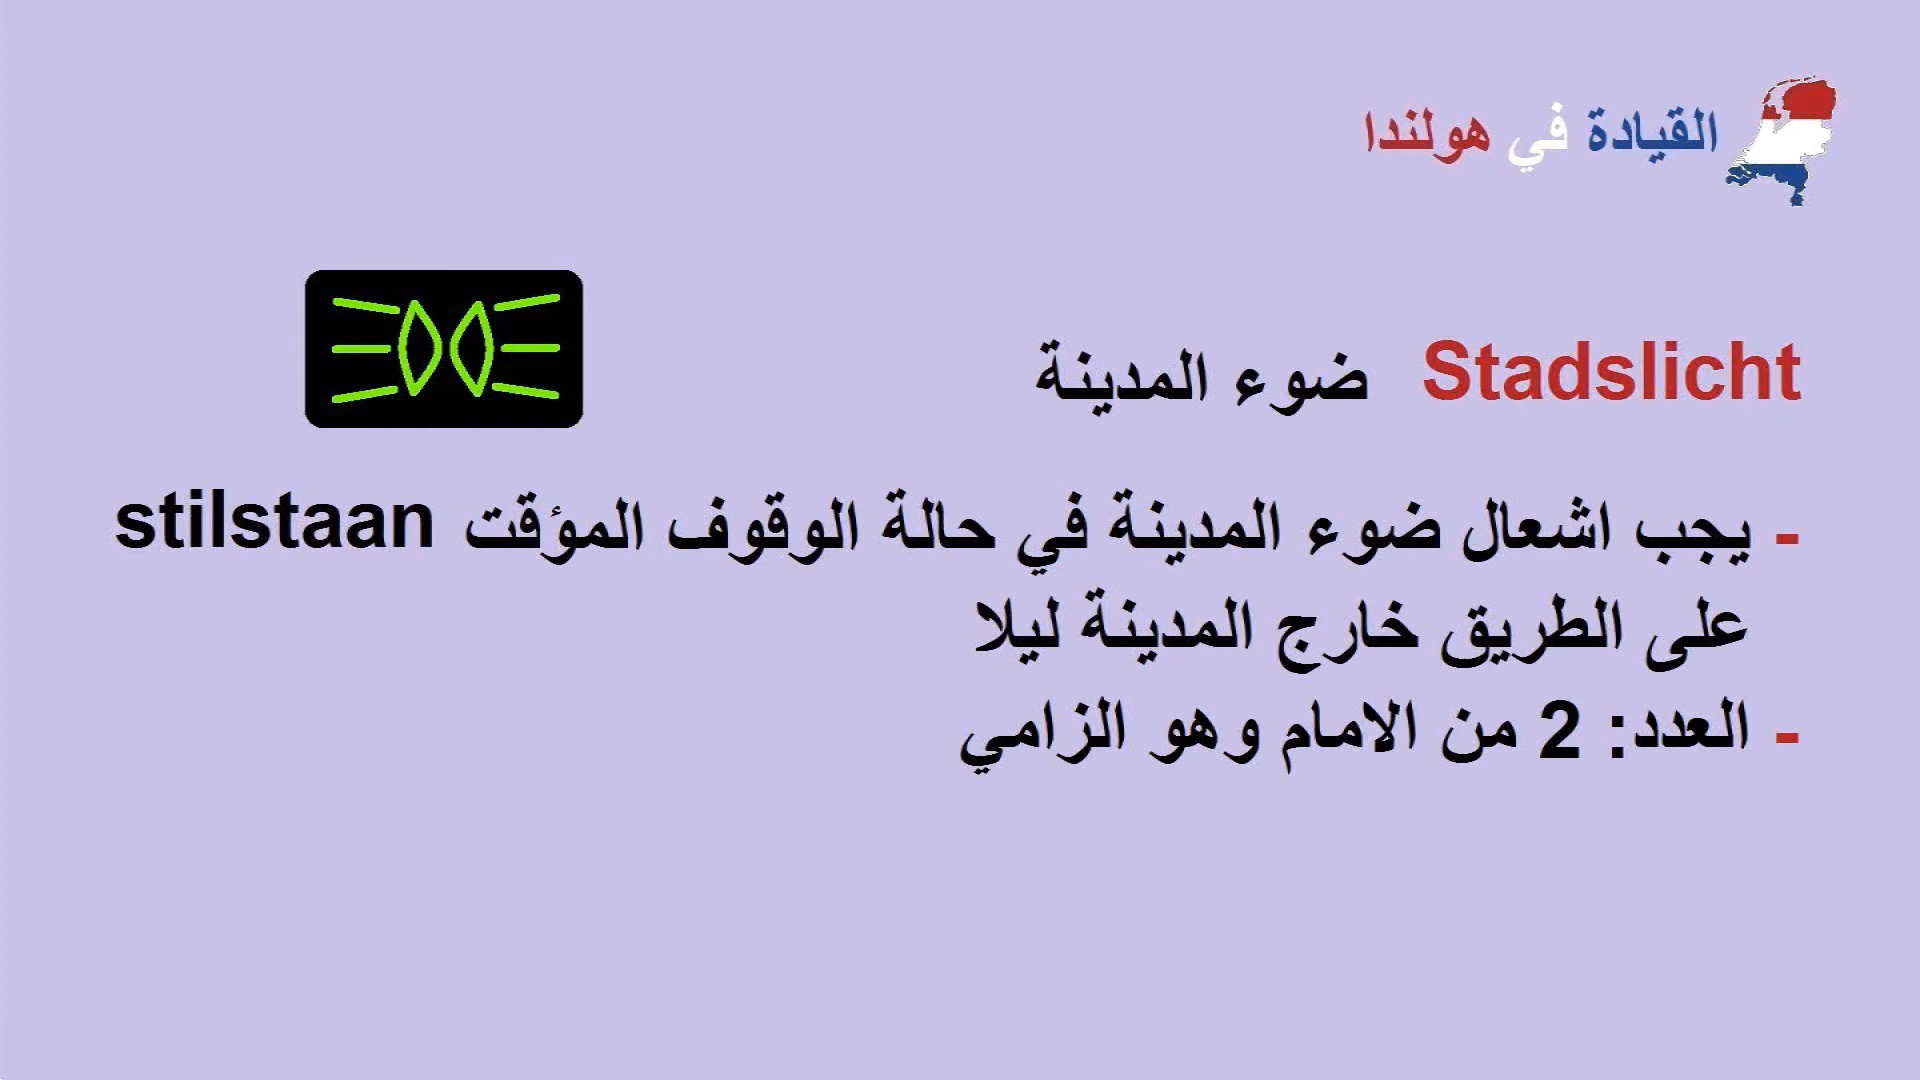 القيادة في هولندا
Stadslicht ضوء المدينة
- يجب اشعال ضوء المدينة في حالة الوقوف المؤقت stilstaan
على الطريق خارج المدينة ليلا
- العدد: 2 من الامام وهو الزامي